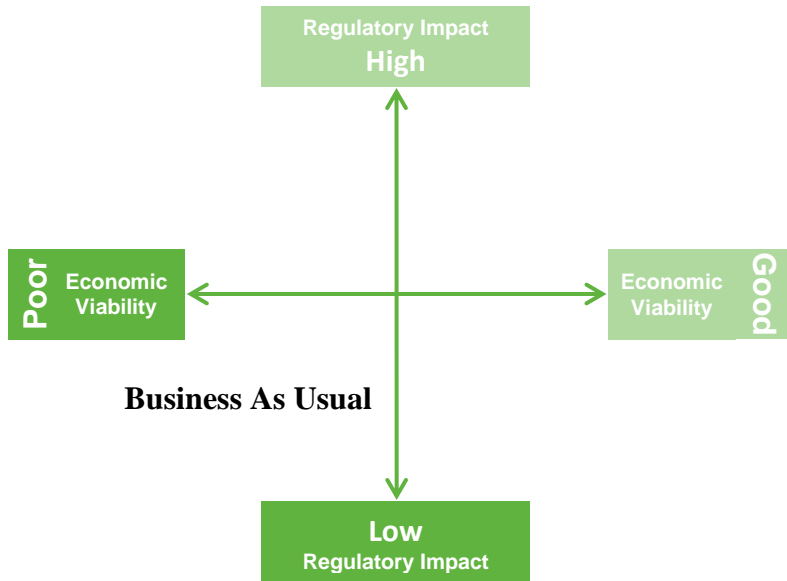 Regulatory Impact
High
Poor
Economic
Viability
Economic
Viability
Good
Business As Usual
Low
Regulatory Impact